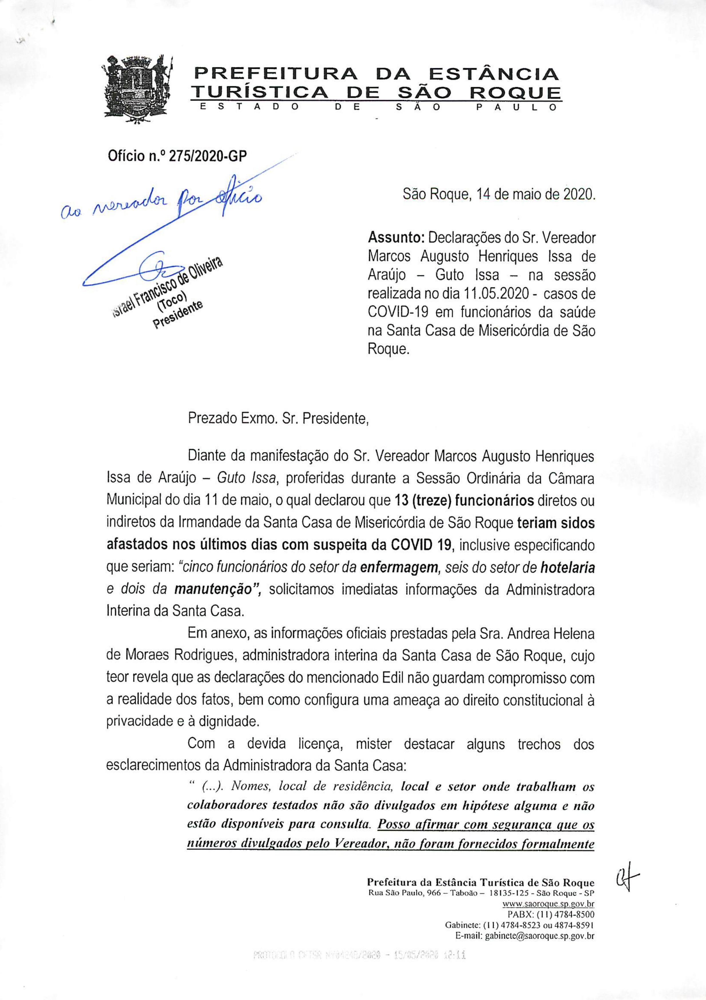 PREFEITURA DA ESTÂNCIA
TURÍSTICA DE SÃO ROQUE
ESTADO DE SÃO PAULO
Ofício n.º 275/2020-GP
ao vereador por ofício
São Roque, 14 de maio de 2020.
Israel Francisco de Oliveira
(Toco)
Presidente
Assunto: Declarações do Sr. Vereador
Marcos Augusto Henriques Issa de
Araújo – Guto Issa – na sessão
realizada no dia 11.05.2020 - casos de
COVID-19 em funcionários da saúde
na Santa Casa de Misericórdia de São
Roque.
Prezado Exmo. Sr. Presidente,
Diante da manifestação do Sr. Vereador Marcos Augusto Henriques
Issa de Araújo – Guto Issa, proferidas durante a Sessão Ordinária da Câmara
Municipal do dia 11 de maio, o qual declarou que 13 (treze) funcionários diretos ou
indiretos da Irmandade da Santa Casa de Misericórdia de São Roque teriam sidos
afastados nos últimos dias com suspeita da COVID 19, inclusive especificando
que seriam: “cinco funcionários do setor da enfermagem, seis do setor de hotelaria
e dois da manutenção”, solicitamos imediatas informações da Administradora
Interina da Santa Casa.
Em anexo, as informações oficiais prestadas pela Sra. Andrea Helena
de Moraes Rodrigues, administradora interina da Santa Casa de São Roque, cujo
teor revela que as declarações do mencionado Edil não guardam compromisso com
a realidade dos fatos, bem como configura uma ameaça ao direito constitucional à
privacidade e à dignidade.
Com a devida licença, mister destacar alguns trechos dos
esclarecimentos da Administradora da Santa Casa:
“ (...). Nomes, local de residência, local e setor onde trabalham os
colaboradores testados não são divulgados em hipótese alguma e não
estão disponíveis para consulta. Posso afirmar com segurança que os
números divulgados pelo Vereador, não foram fornecidos formalmente
Prefeitura da Estância Turística de São Roque
Rua São Paulo, 966 – Taboão – 18135-125 - São Roque - SP
www.saoroque.sp.gov.br
PABX: (11) 4784-8500
Gabinete: (11) 4784-8523 ou 4874-8591
E-mail: gabinete@saoroque.sp.gov.br
PROTOCOLO CETSR - 15/05/2020 12:11